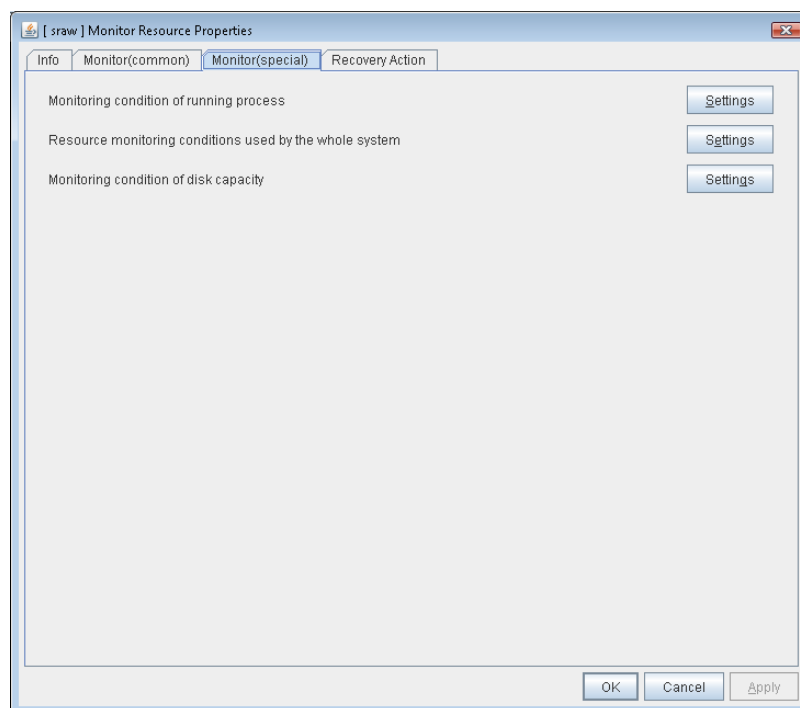 [ sraw ] Monitor Resource Properties
Info Monitor(common) Monitor(special) Recovery Action
Monitoring condition of running process Settings
Resource monitoring conditions used by the whole system Settings
Monitoring condition of disk capacity Settings
OK Cancel Apply